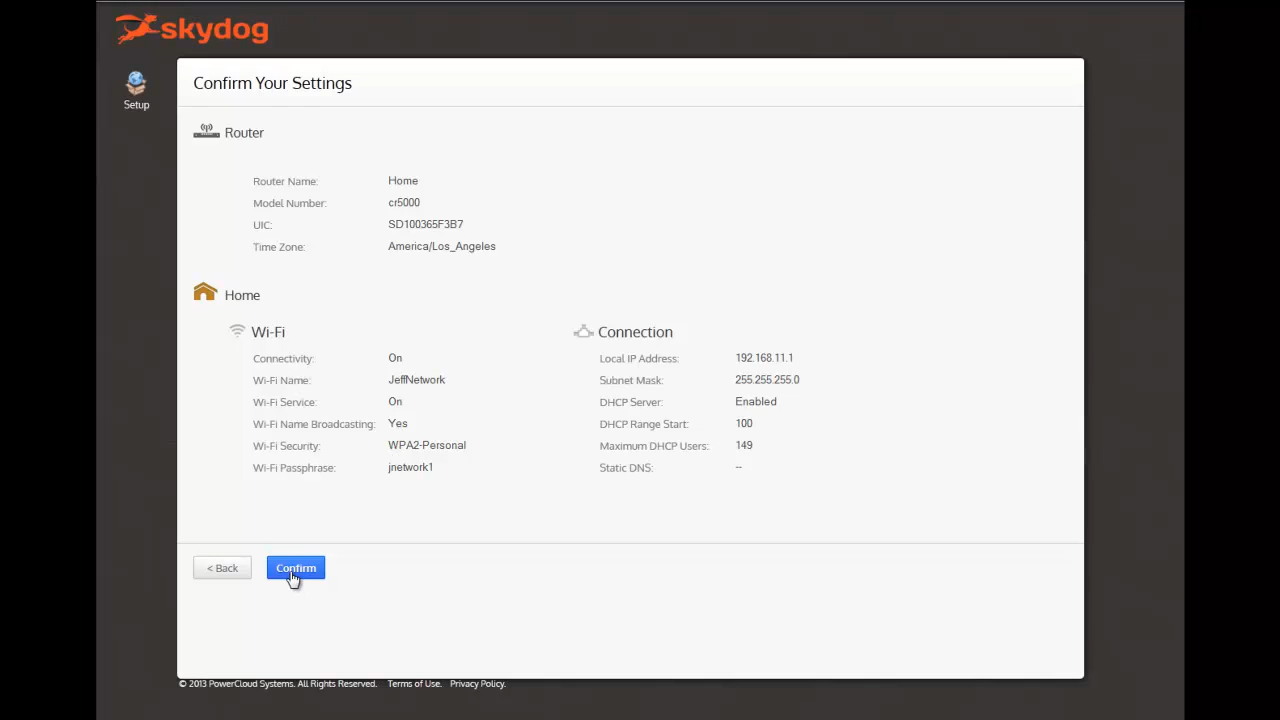 skydog
Setup
Confirm Your Settings
Router
Router Name: Home
Model Number: cr5000
UIC: SD100365F3B7
Time Zone: America/Los_Angeles
Home
Wi-Fi
Connectivity: On
Wi-Fi Name: JeffNetwork
Wi-Fi Service: On
Wi-Fi Name Broadcasting: Yes
Wi-Fi Security: WPA2-Personal
Wi-Fi Passphrase: jnetwork1
Connection
Local IP Address: 192.168.11.1
Subnet Mask: 255.255.255.0
DHCP Server: Enabled
DHCP Range Start: 100
Maximum DHCP Users: 149
Static DNS: --
< Back Confirm
© 2013 PowerCloud Systems. All Rights Reserved. Terms of Use. Privacy Policy.